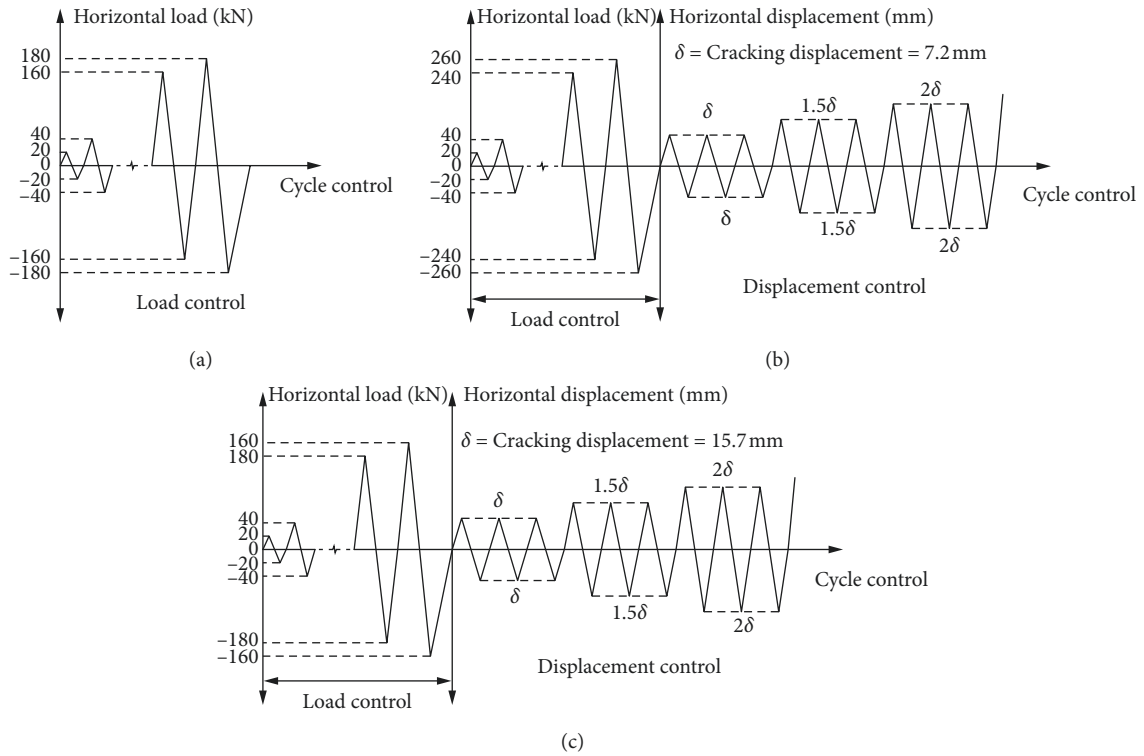 Horizontal load (kN)
180
160
40
20
0
−20
−40
−160
−180
Cycle control
Load control
(a)
Horizontal load (kN)
Horizontal displacement (mm)
δ = Cracking displacement = 7.2 mm
260
240
40
20
0
−20
−40
−240
−260
δ
1.5δ
2δ
δ
1.5δ
2δ
Cycle control
Displacement control
Load control
(b)
Horizontal load (kN)
Horizontal displacement (mm)
δ = Cracking displacement = 15.7 mm
160
180
40
20
0
−20
−40
−180
−160
δ
1.5δ
2δ
δ
1.5δ
2δ
Cycle control
Displacement control
Load control
(c)